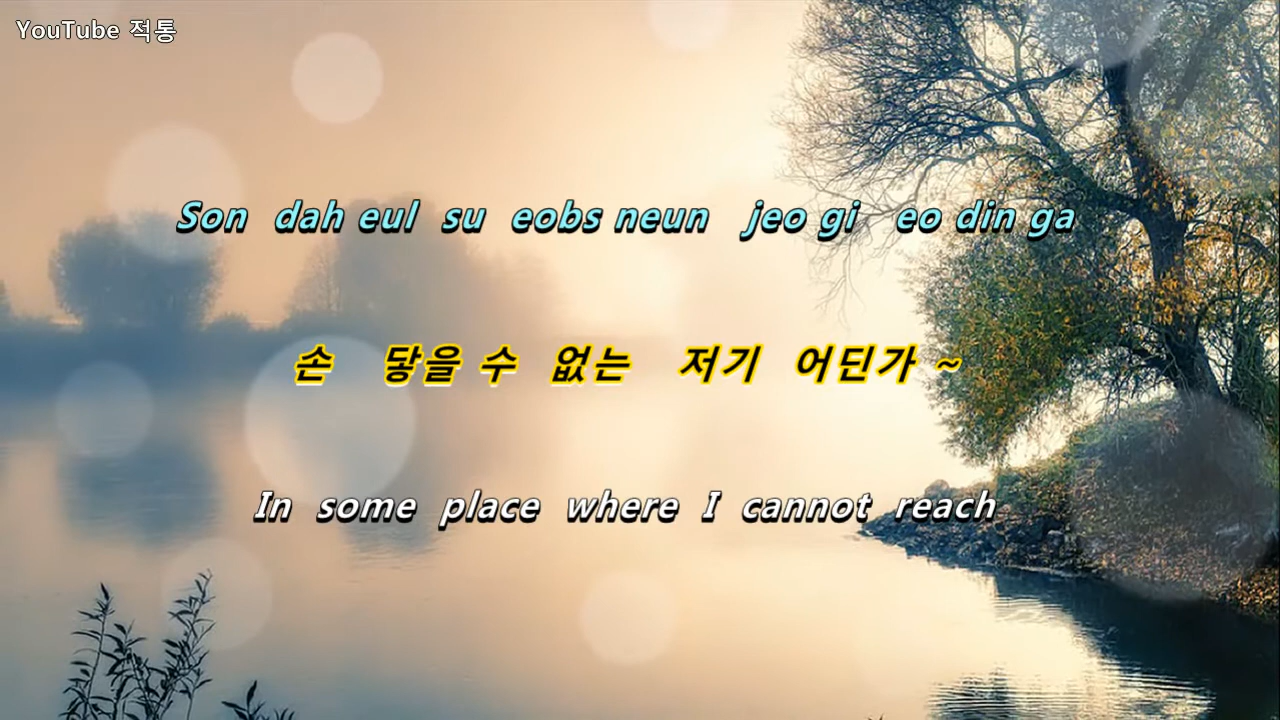 YouTube 적통
Son dah eul su eobs neun jeo gi eo din ga
손 닿을 수 없는 저기 어딘가 ~
In some place where I cannot reach